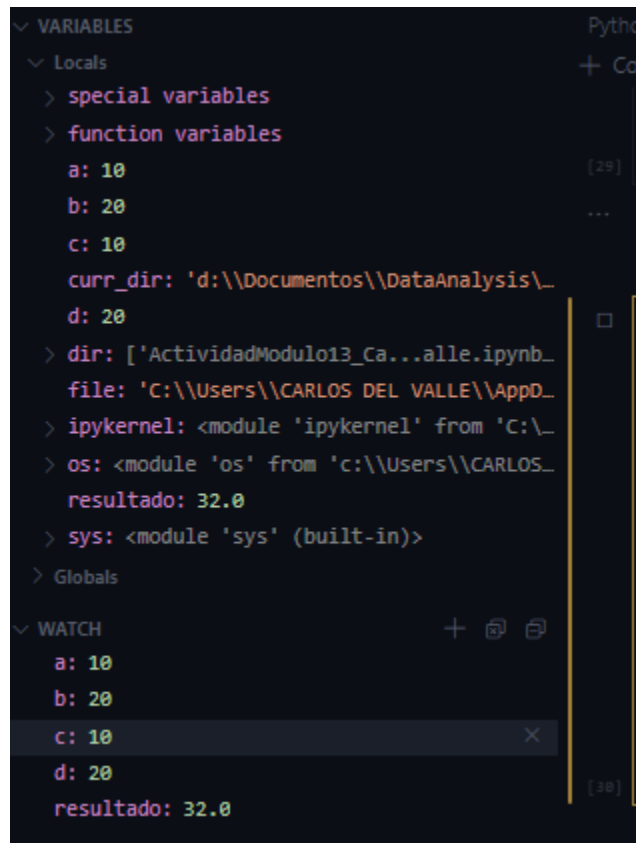 VARIABLES
Locals
special variables
function variables
a: 10
b: 20
c: 10
curr_dir: 'd:\\Documentos\\DataAnalysis\…
d: 20
dir: ['ActividadModulo13_Ca...alle.ipynb…
file: 'C:\\Users\\CARLOS DEL VALLE\\AppD…
ipykernel: <module 'ipykernel' from 'C:\…
os: <module 'os' from 'c:\\Users\\CARLOS…
resultado: 32.0
sys: <module 'sys' (built-in)>
Globals
WATCH
a: 10
b: 20
c: 10
d: 20
resultado: 32.0
Pytho
+ Co
[29]
...
[30]